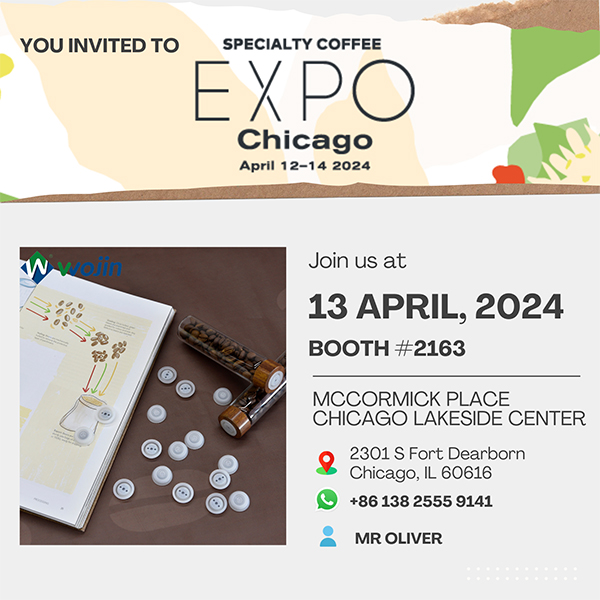 YOU INVITED TO
SPECIALTY COFFEE
EXPO
Chicago
April 12–14 2024
wojin
Join us at
13 APRIL, 2024
BOOTH #2163
MCCORMICK PLACE
CHICAGO LAKESIDE CENTER
2301 S Fort Dearborn
Chicago, IL 60616
+86 138 2555 9141
MR OLIVER